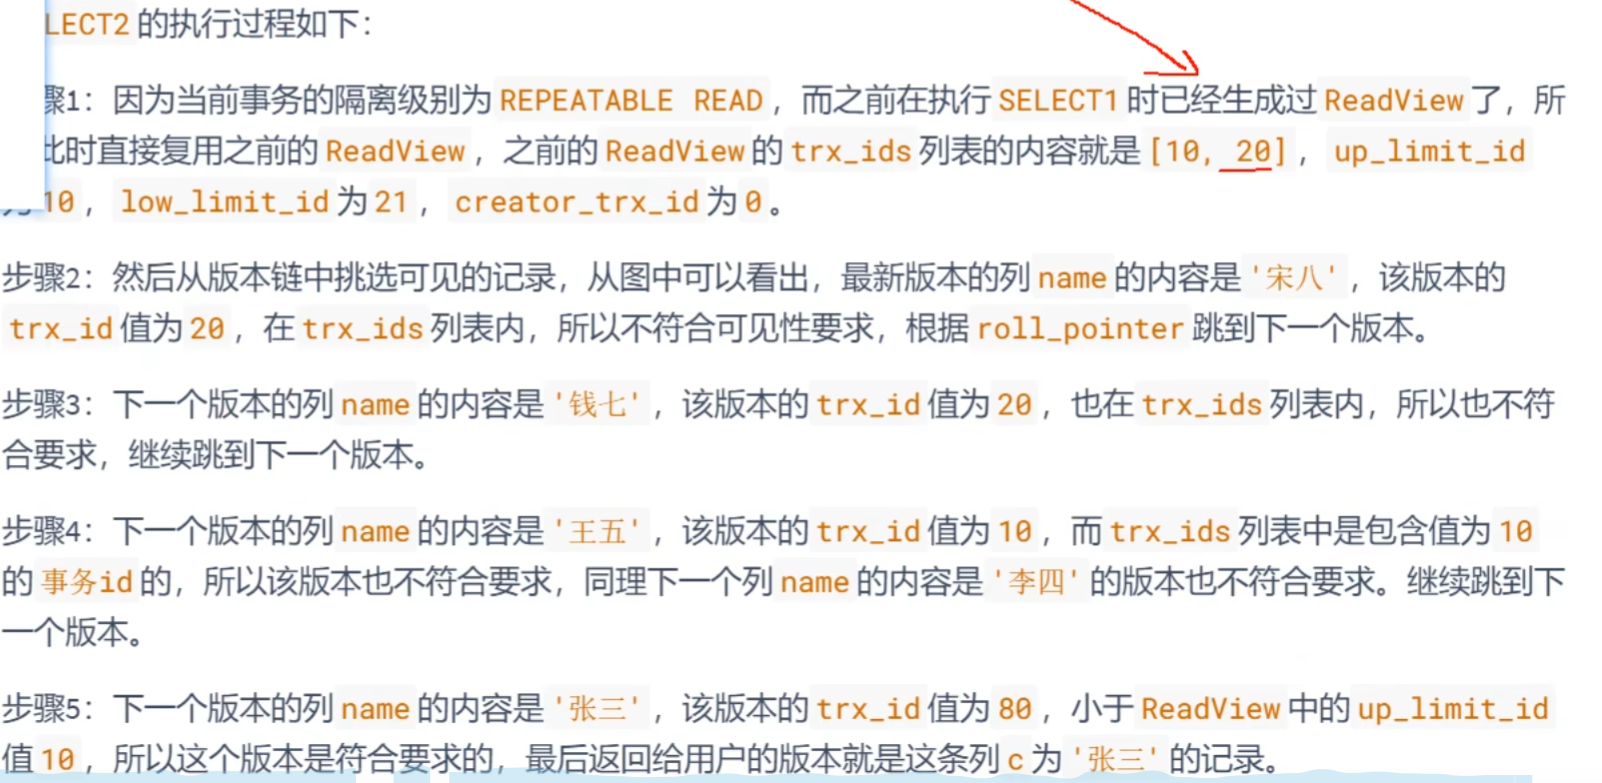 LECT2 的执行过程如下：
骤1：因为当前事务的隔离级别为 REPEATABLE READ ，而之前在执行 SELECT1 时已经生成过 ReadView 了，所
比时直接复用之前的 ReadView ，之前的 ReadView 的 trx_ids 列表的内容就是 [10, 20] ， up_limit_id
为 10 ， low_limit_id 为 21 ， creator_trx_id 为 0 。
步骤2：然后从版本链中挑选可见的记录，从图中可以看出，最新版本的列 name 的内容是 '宋八' ，该版本的
trx_id 值为 20 ，在 trx_ids 列表内，所以不符合可见性要求，根据 roll_pointer 跳到下一个版本。
步骤3：下一个版本的列 name 的内容是 '钱七' ，该版本的 trx_id 值为 20 ，也在 trx_ids 列表内，所以也不符
合要求，继续跳到下一个版本。
步骤4：下一个版本的列 name 的内容是 '王五' ，该版本的 trx_id 值为 10 ，而 trx_ids 列表中是包含值为 10
的 事务id 的，所以该版本也不符合要求，同理下一个列 name 的内容是 '李四' 的版本也不符合要求。继续跳到下
一个版本。
步骤5：下一个版本的列 name 的内容是 '张三' ，该版本的 trx_id 值为 80 ，小于 ReadView 中的 up_limit_id
值 10 ，所以这个版本是符合要求的，最后返回给用户的版本就是这条列 c 为 '张三' 的记录。